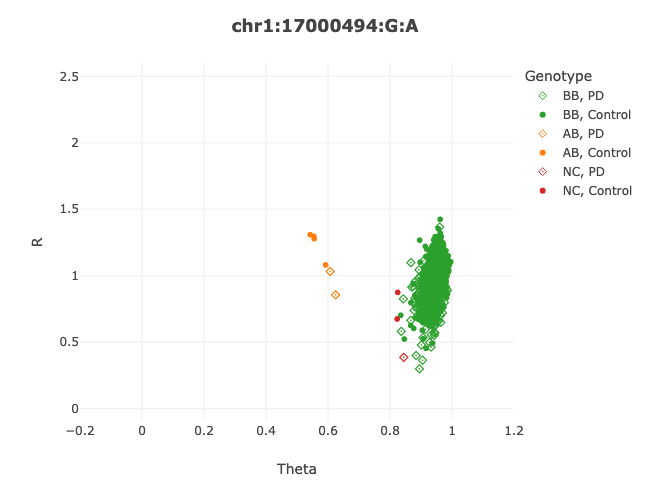 chr1:17000494:G:A
2.5
2
1.5
1
0.5
0
R
−0.2
0
0.2
0.4
0.6
0.8
1
1.2
Theta
Genotype
BB, PD
BB, Control
AB, PD
AB, Control
NC, PD
NC, Control